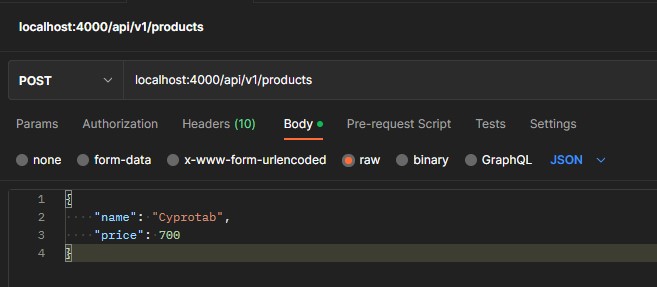 localhost:4000/api/v1/products
POST localhost:4000/api/v1/products
Params Authorization Headers (10) Body Pre-request Script Tests Settings
none form-data x-www-form-urlencoded raw binary GraphQL JSON
1 {
2 "name": "Cyprotab",
3 "price": 700
4 }